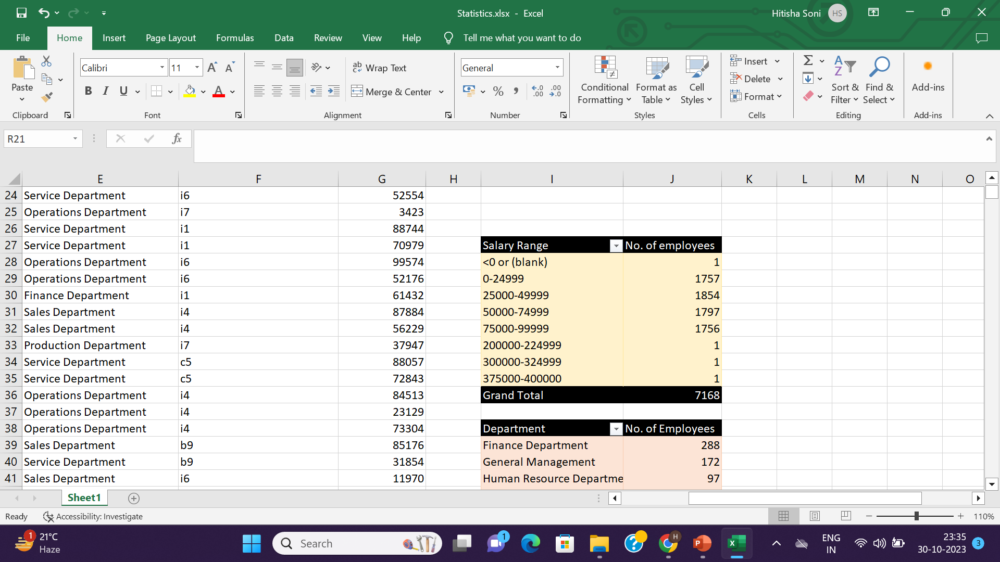 Statistics.xlsx - Excel
Hitisha Soni HS
File Home Insert Page Layout Formulas Data Review View Help Tell me what you want to do
Paste
Clipboard
Calibri 11
B I U
Font
Wrap Text
Merge & Center
Alignment
General
Number
Conditional Formatting
Format as Table
Cell Styles
Styles
Insert
Delete
Format
Cells
Sort & Filter
Find & Select
Editing
Add-ins
Add-ins
R21 fx
E F G H I J K L M N O
24 Service Department i6 52554
25 Operations Department i7 3423
26 Service Department i1 88744
27 Service Department i1 70979 Salary Range No. of employees
28 Operations Department i6 99574 <0 or (blank) 1
29 Operations Department i6 52176 0-24999 1757
30 Finance Department i1 61432 25000-49999 1854
31 Sales Department i4 87884 50000-74999 1797
32 Sales Department i4 56229 75000-99999 1756
33 Production Department i7 37947 200000-224999 1
34 Service Department c5 88057 300000-324999 1
35 Service Department c5 72843 375000-400000 1
36 Operations Department i4 84513 Grand Total 7168
37 Operations Department i4 23129
38 Operations Department i4 73304 Department No. of Employees
39 Sales Department b9 85176 Finance Department 288
40 Service Department b9 31854 General Management 172
41 Sales Department i6 11970 Human Resource Departme 97
Sheet1
Ready Accessibility: Investigate 110%
1 21°C
Haze
Search
1
ENG
IN
23:35
30-10-2023
3